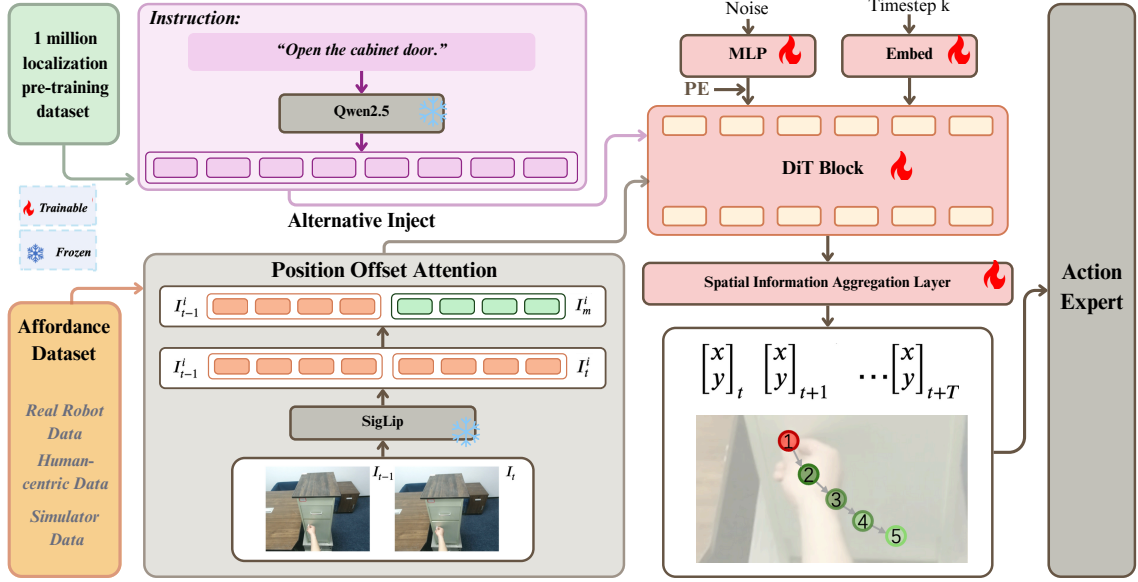 1 million
localization
pre-training
dataset
Instruction:
“Open the cabinet door.”
Qwen2.5
Trainable
Frozen
Alternative Inject
Noise
Timestep k
MLP
Embed
PE
DiT Block
Spatial Information Aggregation Layer
Action
Expert
Affordance
Dataset
Real Robot
Data
Human-
centric Data
Simulator
Data
Position Offset Attention
I_{t-1}^i I_m^i
I_{t-1}^i I_t^i
SigLip
I_{t-1} I_t
[x y]_t [x y]_{t+1} ...[x y]_{t+T}
1
2
3
4
5